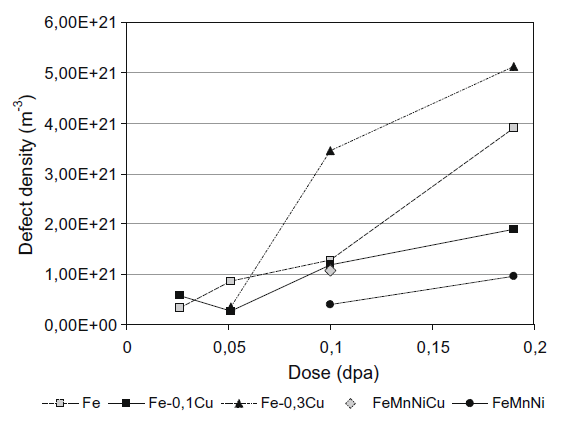 6,00E+21
5,00E+21
4,00E+21
3,00E+21
2,00E+21
1,00E+21
0,00E+00
Defect density (m⁻³)
0 0,05 0,1 0,15 0,2
Dose (dpa)
Fe Fe-0,1Cu Fe-0,3Cu FeMnNiCu FeMnNi